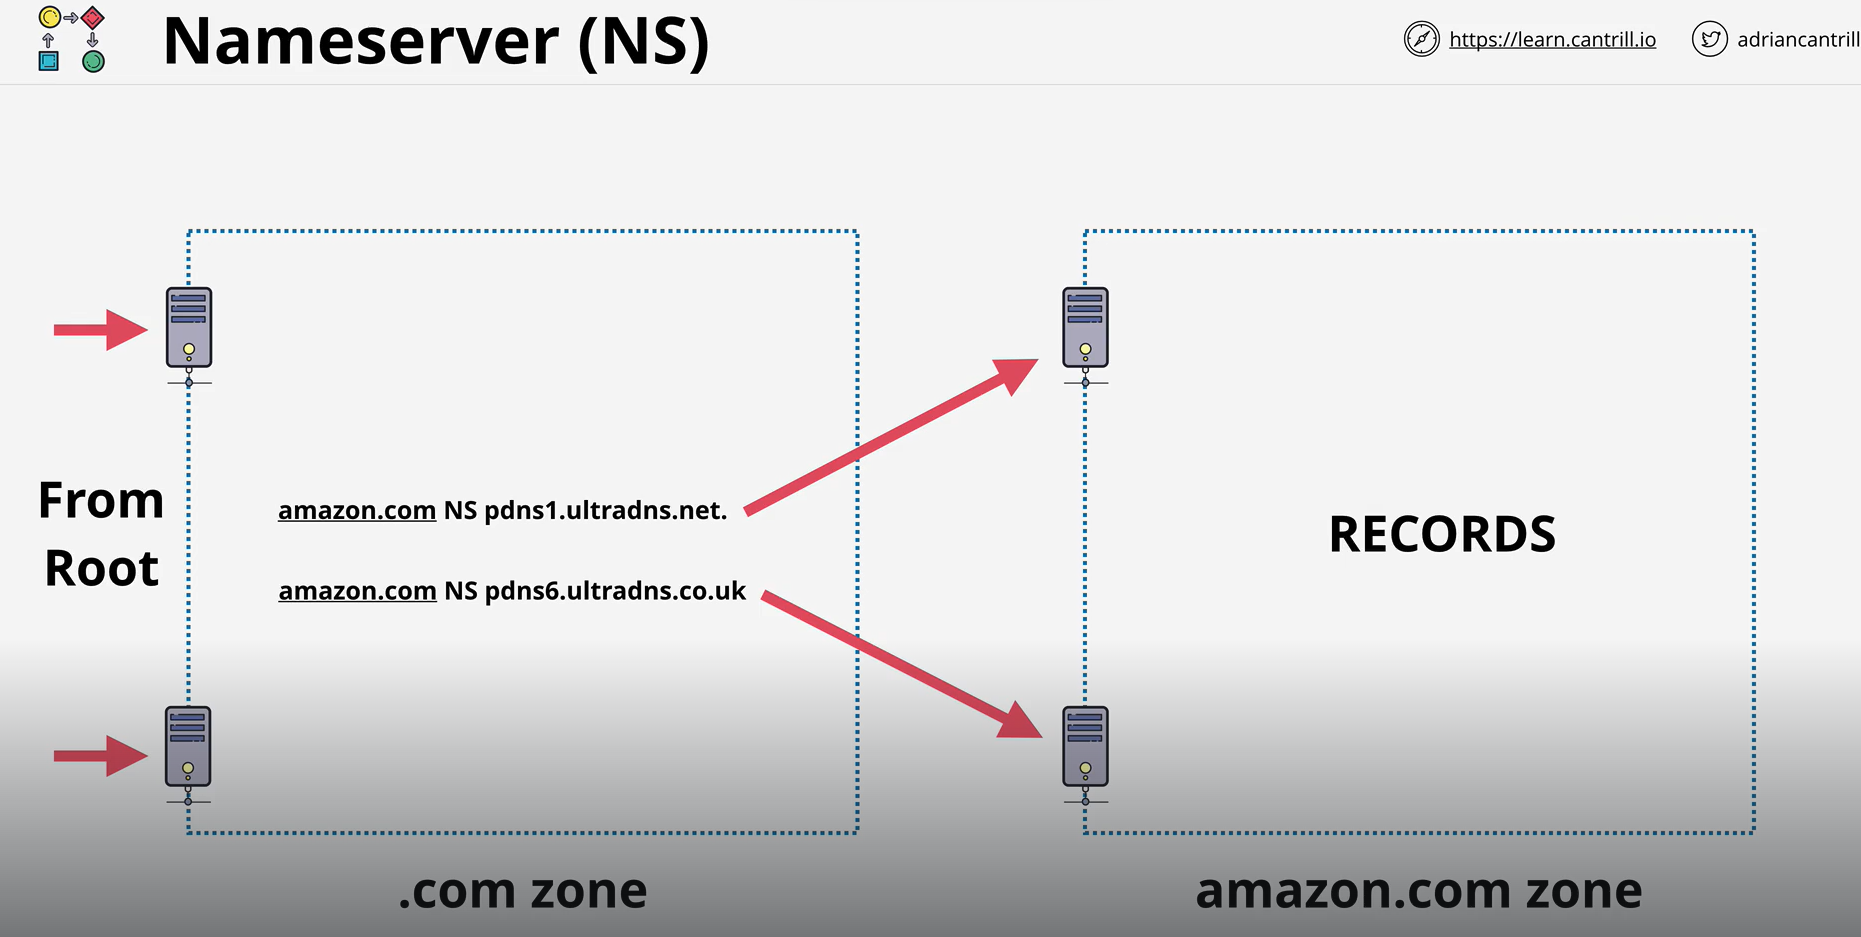 Nameserver (NS)
https://learn.cantrill.io
adriancantrill
From
Root
amazon.com NS pdns1.ultradns.net.
amazon.com NS pdns6.ultradns.co.uk
RECORDS
.com zone
amazon.com zone